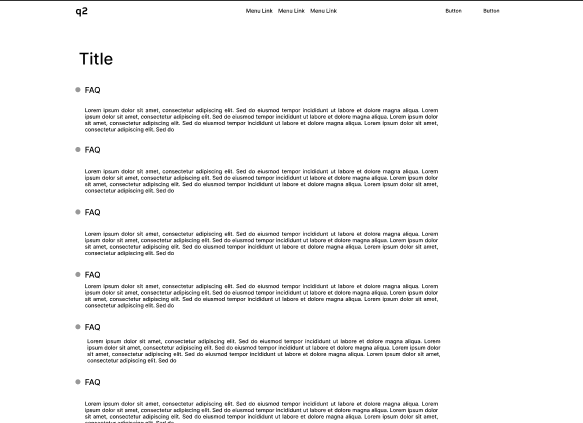 q2
Menu Link Menu Link Menu Link Button Button
Title
FAQ
Lorem ipsum dolor sit amet, consectetur adipiscing elit. Sed do eiusmod tempor incididunt ut labore et dolore magna aliqua. Lorem
ipsum dolor sit amet, consectetur adipiscing elit. Sed do eiusmod tempor incididunt ut labore et dolore magna aliqua. Lorem ipsum dolor
sit amet, consectetur adipiscing elit. Sed do eiusmod tempor incididunt ut labore et dolore magna aliqua. Lorem ipsum dolor sit amet,
consectetur adipiscing elit. Sed do
FAQ
Lorem ipsum dolor sit amet, consectetur adipiscing elit. Sed do eiusmod tempor incididunt ut labore et dolore magna aliqua. Lorem
ipsum dolor sit amet, consectetur adipiscing elit. Sed do eiusmod tempor incididunt ut labore et dolore magna aliqua. Lorem ipsum dolor
sit amet, consectetur adipiscing elit. Sed do eiusmod tempor incididunt ut labore et dolore magna aliqua. Lorem ipsum dolor sit amet,
consectetur adipiscing elit. Sed do
FAQ
Lorem ipsum dolor sit amet, consectetur adipiscing elit. Sed do eiusmod tempor incididunt ut labore et dolore magna aliqua. Lorem
ipsum dolor sit amet, consectetur adipiscing elit. Sed do eiusmod tempor incididunt ut labore et dolore magna aliqua. Lorem ipsum dolor
sit amet, consectetur adipiscing elit. Sed do eiusmod tempor incididunt ut labore et dolore magna aliqua. Lorem ipsum dolor sit amet,
consectetur adipiscing elit. Sed do
FAQ
Lorem ipsum dolor sit amet, consectetur adipiscing elit. Sed do eiusmod tempor incididunt ut labore et dolore magna aliqua. Lorem
ipsum dolor sit amet, consectetur adipiscing elit. Sed do eiusmod tempor incididunt ut labore et dolore magna aliqua. Lorem ipsum dolor
sit amet, consectetur adipiscing elit. Sed do eiusmod tempor incididunt ut labore et dolore magna aliqua. Lorem ipsum dolor sit amet,
consectetur adipiscing elit. Sed do
FAQ
Lorem ipsum dolor sit amet, consectetur adipiscing elit. Sed do eiusmod tempor incididunt ut labore et dolore magna aliqua. Lorem
ipsum dolor sit amet, consectetur adipiscing elit. Sed do eiusmod tempor incididunt ut labore et dolore magna aliqua. Lorem ipsum dolor
sit amet, consectetur adipiscing elit. Sed do eiusmod tempor incididunt ut labore et dolore magna aliqua. Lorem ipsum dolor sit amet,
consectetur adipiscing elit. Sed do
FAQ
Lorem ipsum dolor sit amet, consectetur adipiscing elit. Sed do eiusmod tempor incididunt ut labore et dolore magna aliqua. Lorem
ipsum dolor sit amet, consectetur adipiscing elit. Sed do eiusmod tempor incididunt ut labore et dolore magna aliqua. Lorem ipsum dolor
sit amet, consectetur adipiscing elit. Sed do eiusmod tempor incididunt ut labore et dolore magna aliqua. Lorem ipsum dolor sit amet,